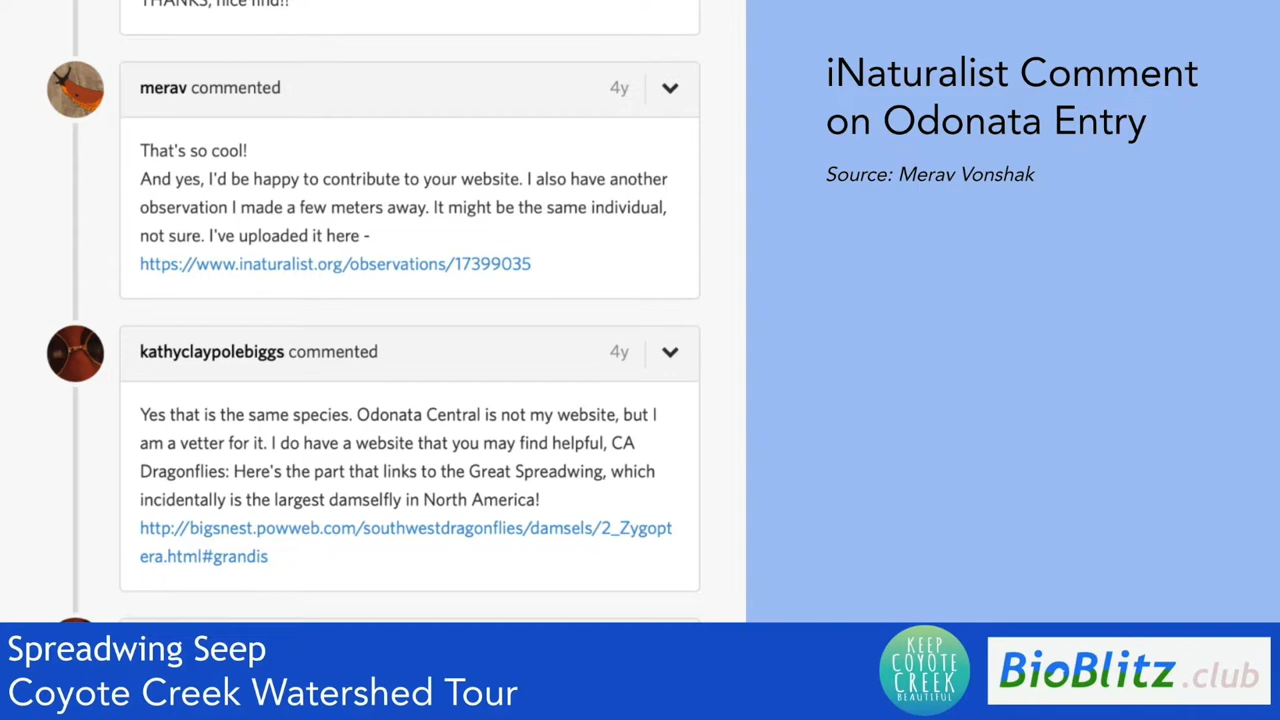 THANKS, nice find!!
merav commented
4y
That's so cool!
And yes, I'd be happy to contribute to your website. I also have another
observation I made a few meters away. It might be the same individual,
not sure. I've uploaded it here -
https://www.inaturalist.org/observations/17399035
kathyclaypolebiggs commented
4y
Yes that is the same species. Odonata Central is not my website, but I
am a vetter for it. I do have a website that you may find helpful, CA
Dragonflies: Here's the part that links to the Great Spreadwing, which
incidentally is the largest damselfly in North America!
http://bigsnest.powweb.com/southwestdragonflies/damsels/2_Zygopt
era.html#grandis
iNaturalist Comment
on Odonata Entry
Source: Merav Vonshak
Spreadwing Seep
Coyote Creek Watershed Tour
KEEP
COYOTE
CREEK
BEAUTIFUL
BioBlitz.club